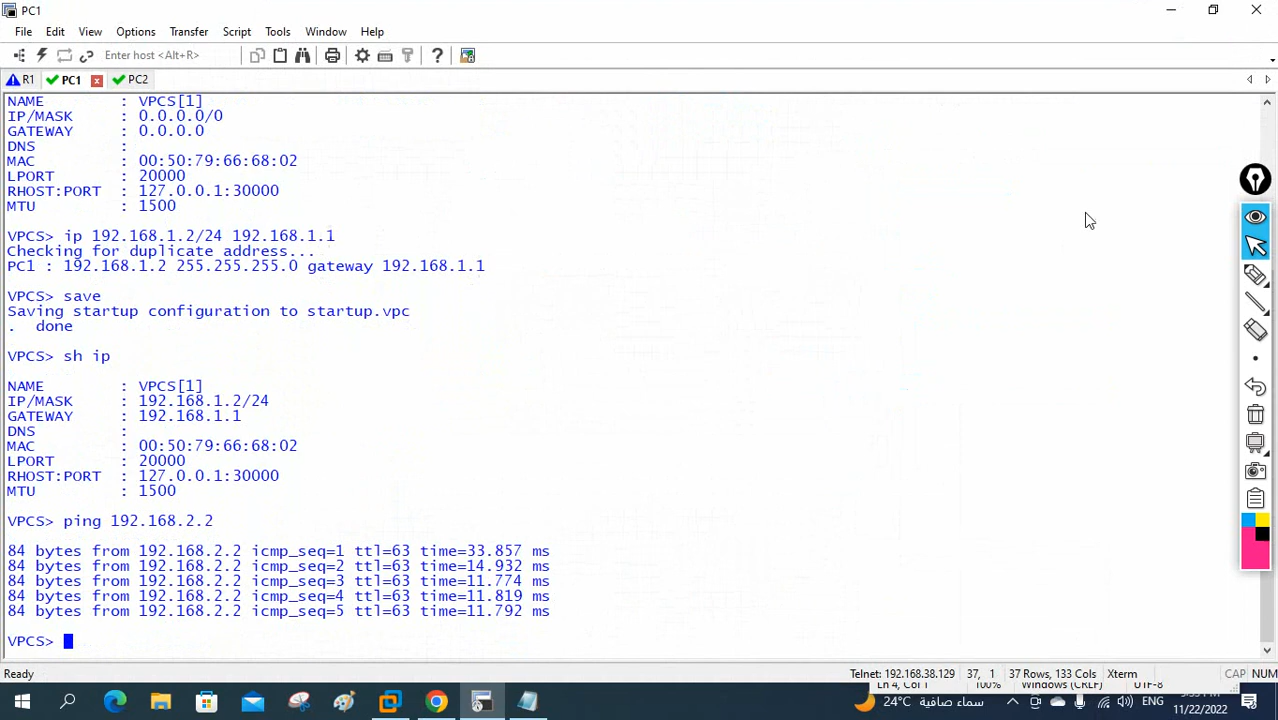 PC1
File Edit View Options Transfer Script Tools Window Help
Enter host <Alt+R>
R1 PC1 PC2
NAME : VPCS[1]
IP/MASK : 0.0.0.0/0
GATEWAY : 0.0.0.0
DNS :
MAC : 00:50:79:66:68:02
LPORT : 20000
RHOST:PORT : 127.0.0.1:30000
MTU : 1500
VPCS> ip 192.168.1.2/24 192.168.1.1
Checking for duplicate address...
PC1 : 192.168.1.2 255.255.255.0 gateway 192.168.1.1
VPCS> save
Saving startup configuration to startup.vpc
. done
VPCS> sh ip
NAME : VPCS[1]
IP/MASK : 192.168.1.2/24
GATEWAY : 192.168.1.1
DNS :
MAC : 00:50:79:66:68:02
LPORT : 20000
RHOST:PORT : 127.0.0.1:30000
MTU : 1500
VPCS> ping 192.168.2.2
84 bytes from 192.168.2.2 icmp_seq=1 ttl=63 time=33.857 ms
84 bytes from 192.168.2.2 icmp_seq=2 ttl=63 time=14.932 ms
84 bytes from 192.168.2.2 icmp_seq=3 ttl=63 time=11.774 ms
84 bytes from 192.168.2.2 icmp_seq=4 ttl=63 time=11.819 ms
84 bytes from 192.168.2.2 icmp_seq=5 ttl=63 time=11.792 ms
VPCS>
Ready Telnet: 192.168.38.129 37, 1 37 Rows, 133 Cols Xterm CAP NUM
Ln 4, Col 1 100% Windows (CRLF) UTF-8
24°C سماء صافية ENG
11/22/2022